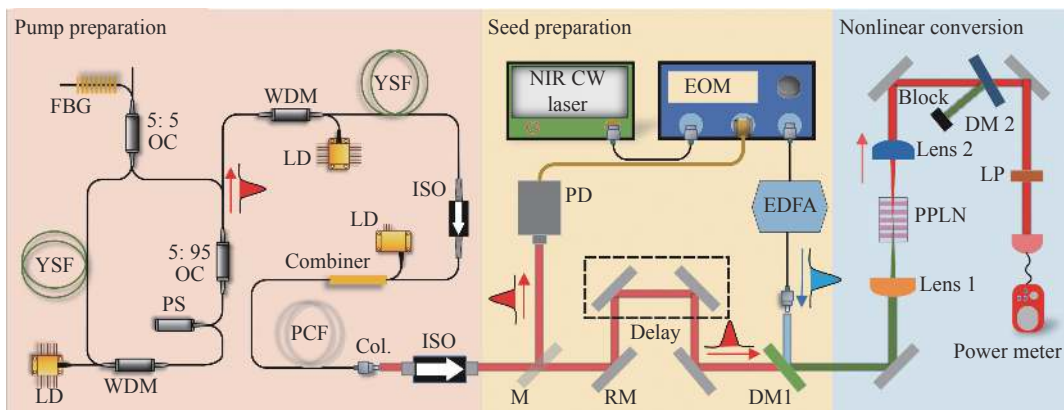 Pump preparation
Seed preparation
Nonlinear conversion
FBG
5: 5
OC
WDM
YSF
LD
ISO
LD
Combiner
YSF
5: 95
OC
PS
PCF
Col.
ISO
LD
WDM
NIR CW
laser
EOM
PD
EDFA
Delay
M
RM
DM1
Block
DM 2
Lens 2
LP
PPLN
Lens 1
Power meter